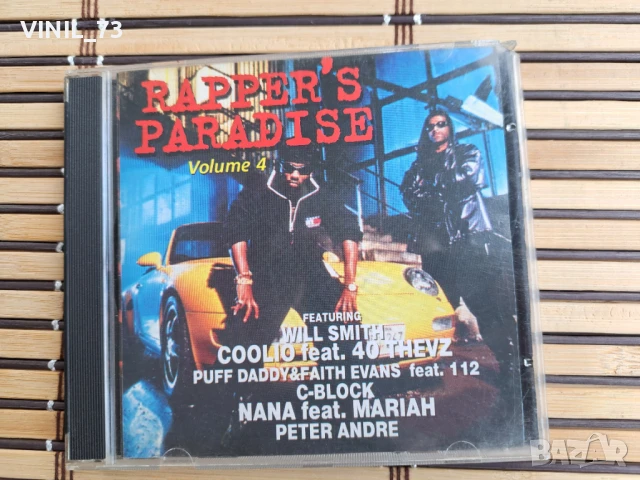 VINIL_73
RAPPER'S
PARADISE
Volume 4
FEATURING
WILL SMITH
COOLIO feat. 40 THEVZ
PUFF DADDY&FAITH EVANS feat. 112
C-BLOCK
NANA feat. MARIAH
PETER ANDRE
BAZAR